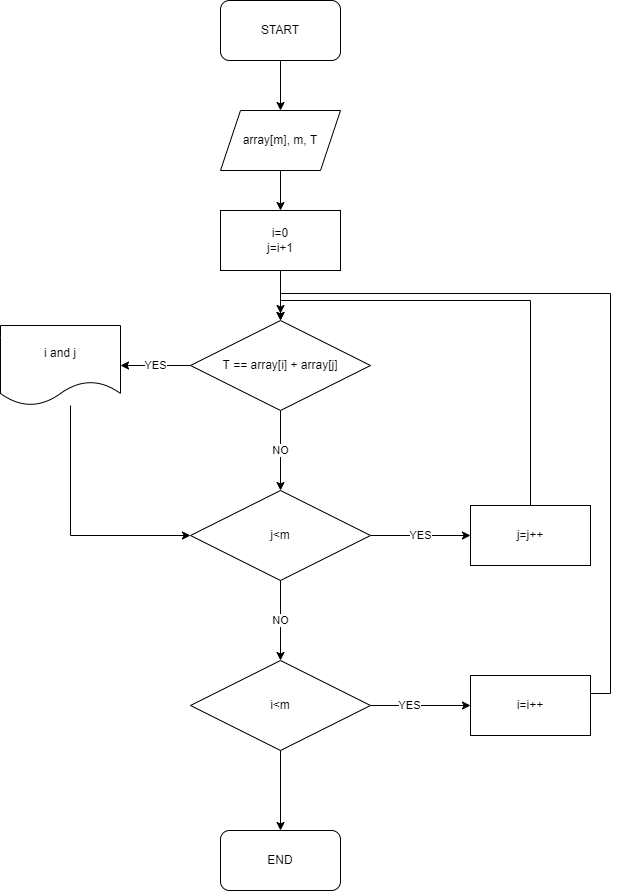 START
array[m], m, T
i=0
j=i+1
i and j
YES
T == array[i] + array[j]
NO
j<m
YES
j=j++
NO
i<m
YES
i=i++
END